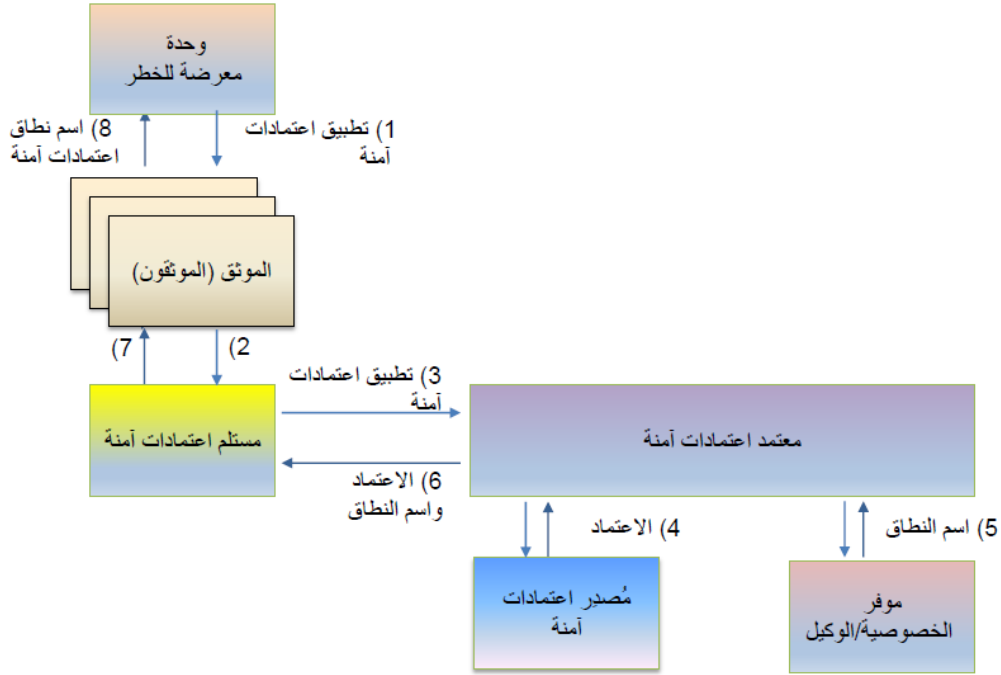 وحدة
معرضة للخطر
1) تطبيق اعتمادات
آمنة
8) اسم نطاق
اعتمادات آمنة
الموثق (الموثقون)
2)
7)
3) تطبيق اعتمادات
آمنة
مستلم اعتمادات آمنة
معتمد اعتمادات آمنة
6) الاعتماد
واسم النطاق
4) الاعتماد
5) اسم النطاق
مُصدِر اعتمادات
آمنة
موفر
الخصوصية/الوكيل